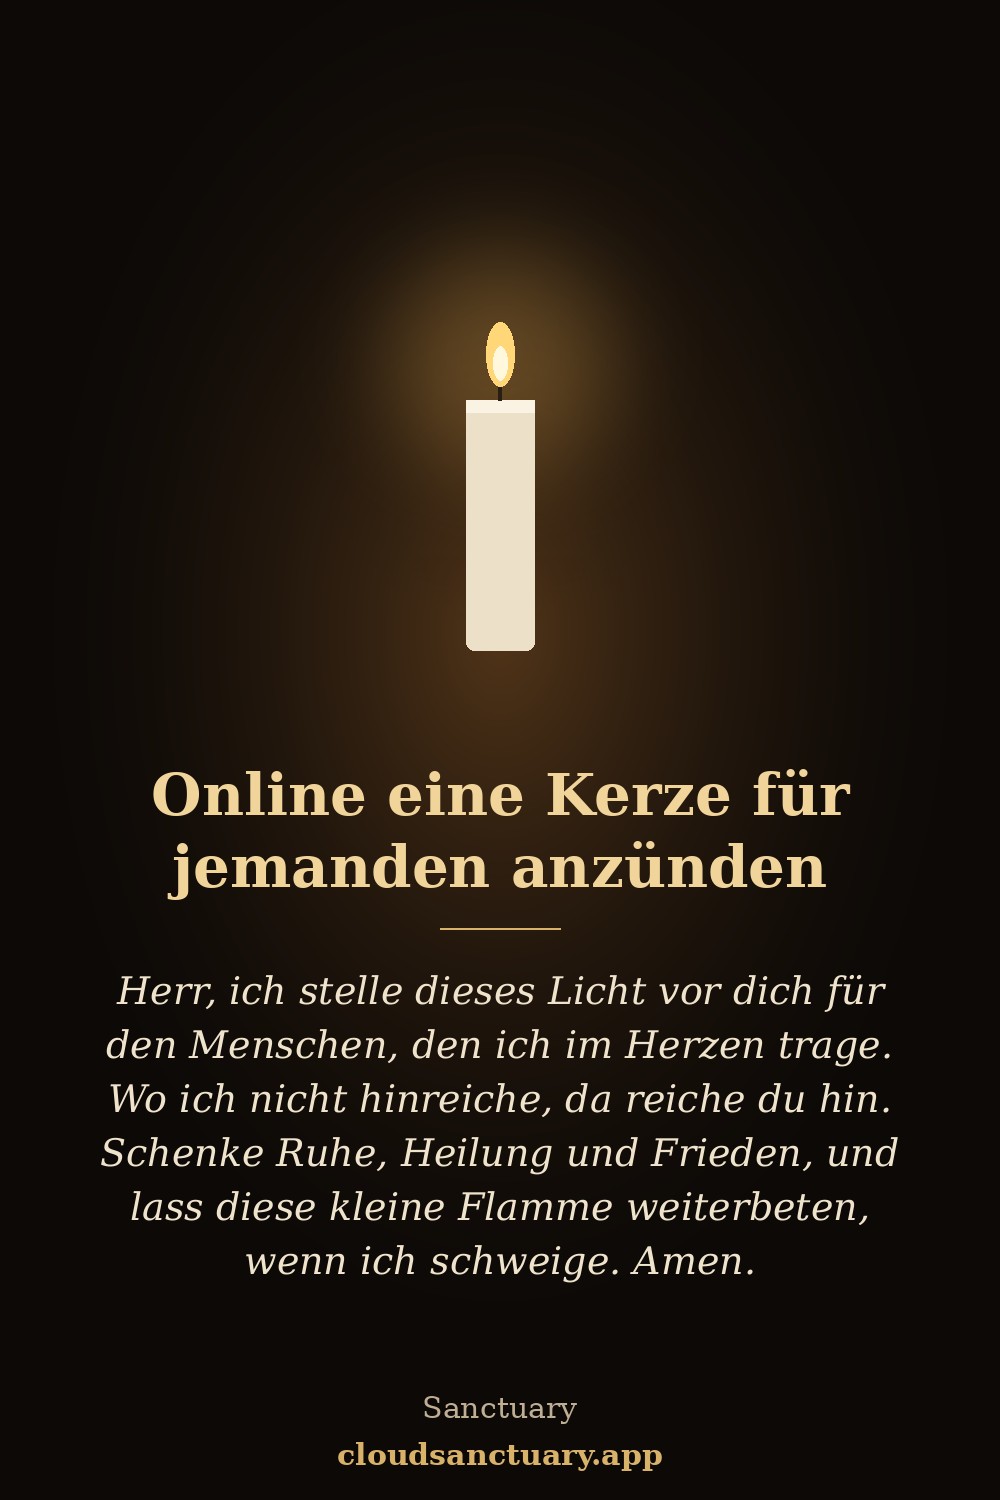 Online eine Kerze für
jemanden anzünden
Herr, ich stelle dieses Licht vor dich für
den Menschen, den ich im Herzen trage.
Wo ich nicht hinreiche, da reiche du hin.
Schenke Ruhe, Heilung und Frieden, und
lass diese kleine Flamme weiterbeten,
wenn ich schweige. Amen.
Sanctuary
cloudsanctuary.app